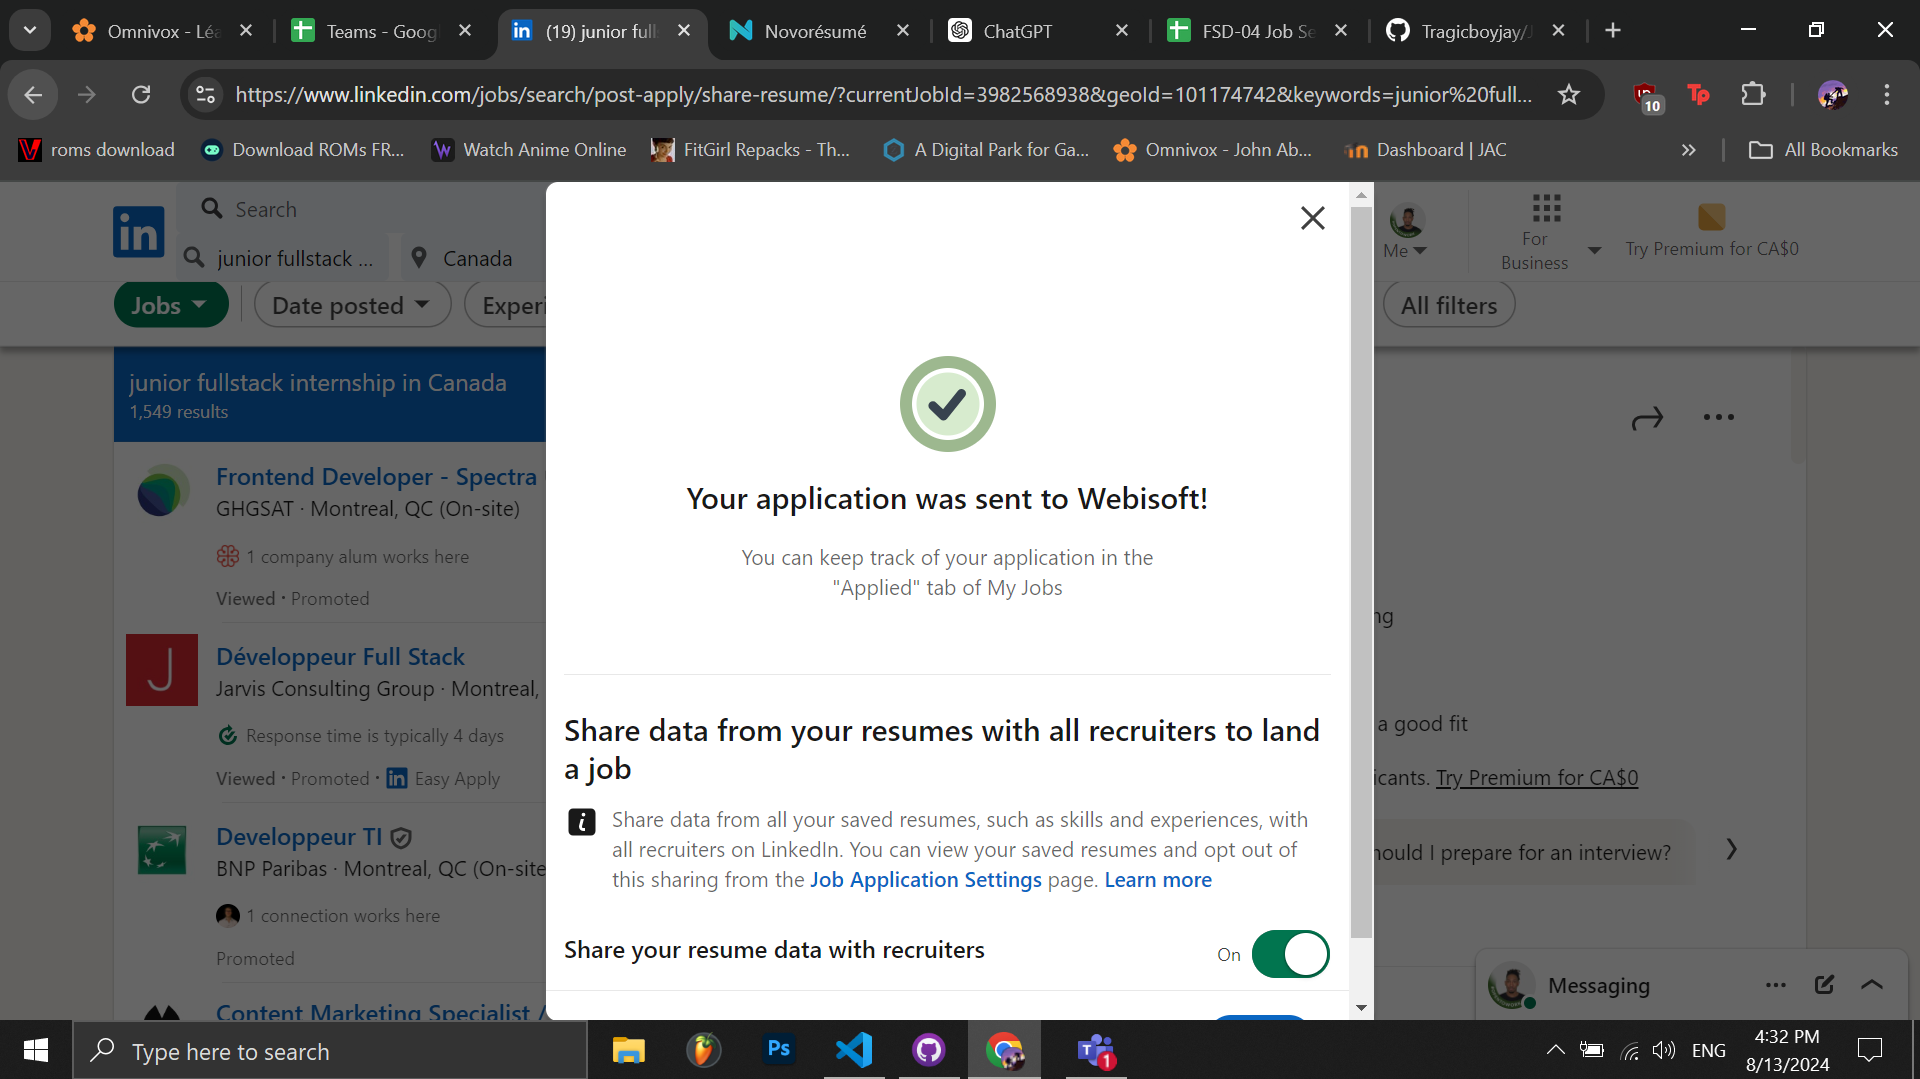 Omnivox - Léa
Teams - Goog
(19) junior full
Novorésumé
ChatGPT
FSD-04 Job Se
Tragicboyjay/J
https://www.linkedin.com/jobs/search/post-apply/share-resume/?currentJobId=3982568938&geoId=101174742&keywords=junior%20full...
10
Tp
roms download
Download ROMs FR...
Watch Anime Online
FitGirl Repacks - Th...
A Digital Park for Ga...
Omnivox - John Ab...
Dashboard | JAC
All Bookmarks
in
Search
junior fullstack ...
Canada
Me
For
Business
Try Premium for CA$0
Jobs
Date posted
Experi
All filters
junior fullstack internship in Canada
1,549 results
Frontend Developer - Spectra
GHGSAT · Montreal, QC (On-site)
1 company alum works here
Viewed · Promoted
J
Développeur Full Stack
Jarvis Consulting Group · Montreal,
Response time is typically 4 days
Viewed · Promoted · in Easy Apply
Developpeur TI
BNP Paribas · Montreal, QC (On-site
1 connection works here
Promoted
Content Marketing Specialist /
Your application was sent to Webisoft!
You can keep track of your application in the
"Applied" tab of My Jobs
Share data from your resumes with all recruiters to land
a job
Share data from all your saved resumes, such as skills and experiences, with
all recruiters on LinkedIn. You can view your saved resumes and opt out of
this sharing from the Job Application Settings page. Learn more
Share your resume data with recruiters
On
ng
a good fit
icants. Try Premium for CA$0
ould I prepare for an interview?
Messaging
Type here to search
Ps
1
ENG
4:32 PM
8/13/2024